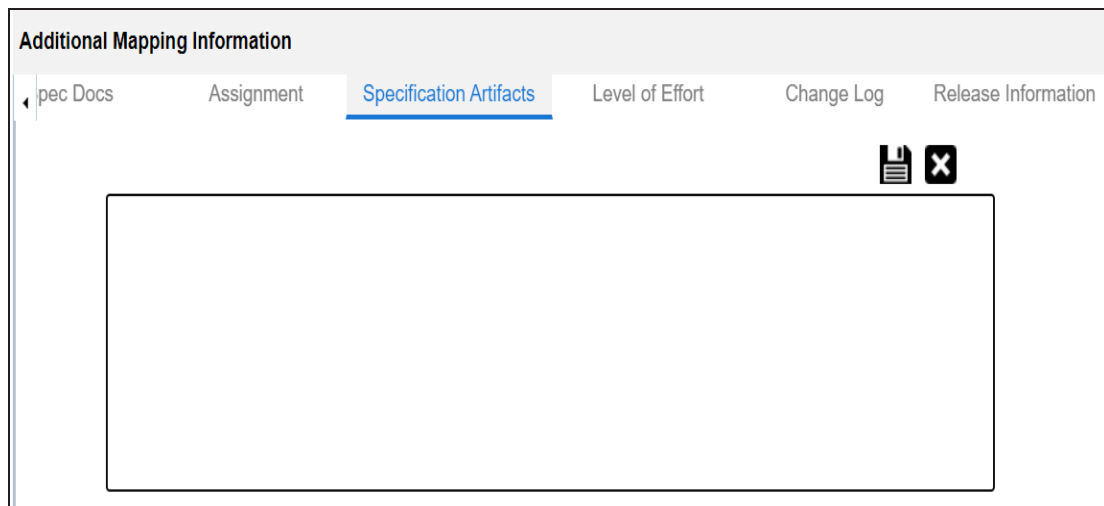 Additional Mapping Information
pec Docs Assignment Specification Artifacts Level of Effort Change Log Release Information